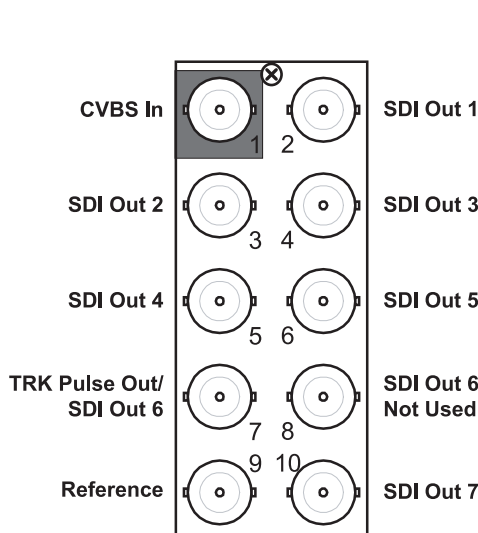 CVBS In
1
2
SDI Out 1
SDI Out 2
3
4
SDI Out 3
SDI Out 4
5
6
SDI Out 5
TRK Pulse Out/
SDI Out 6
7
8
SDI Out 6
Not Used
Reference
9
10
SDI Out 7